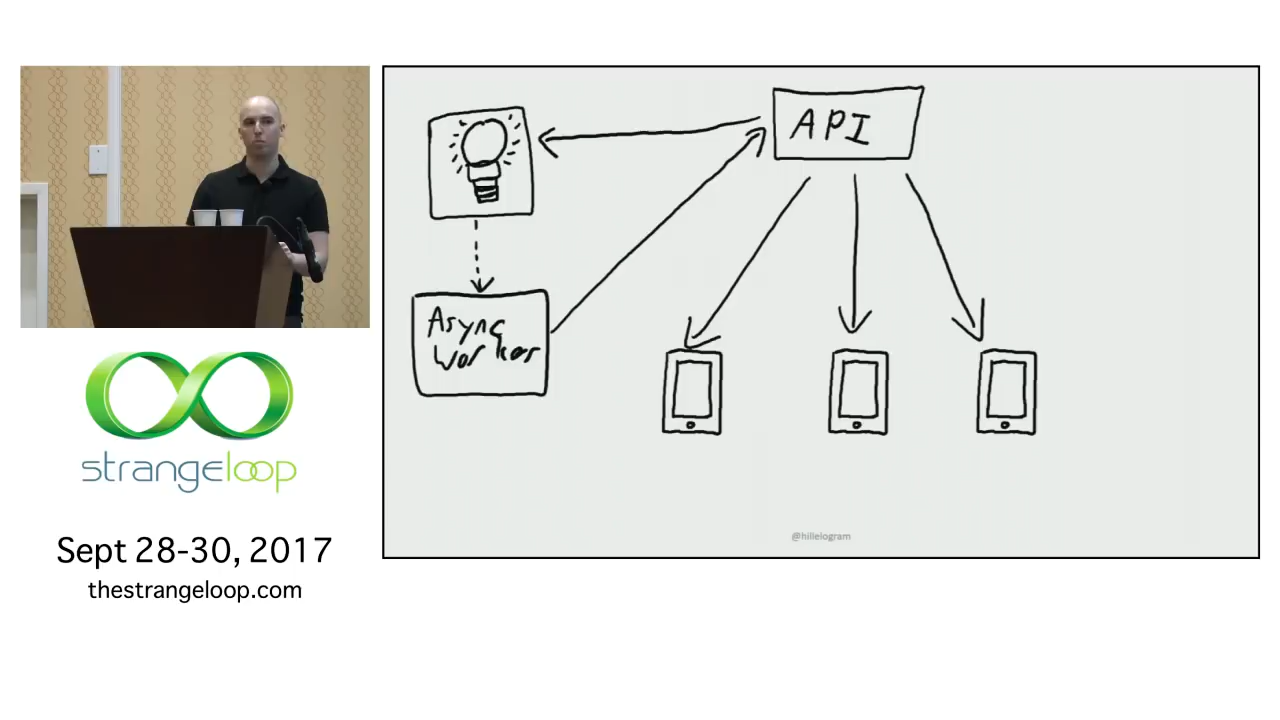 API
Async
Worker
@hillelogram
strangeloop
Sept 28-30, 2017
thestrangeloop.com